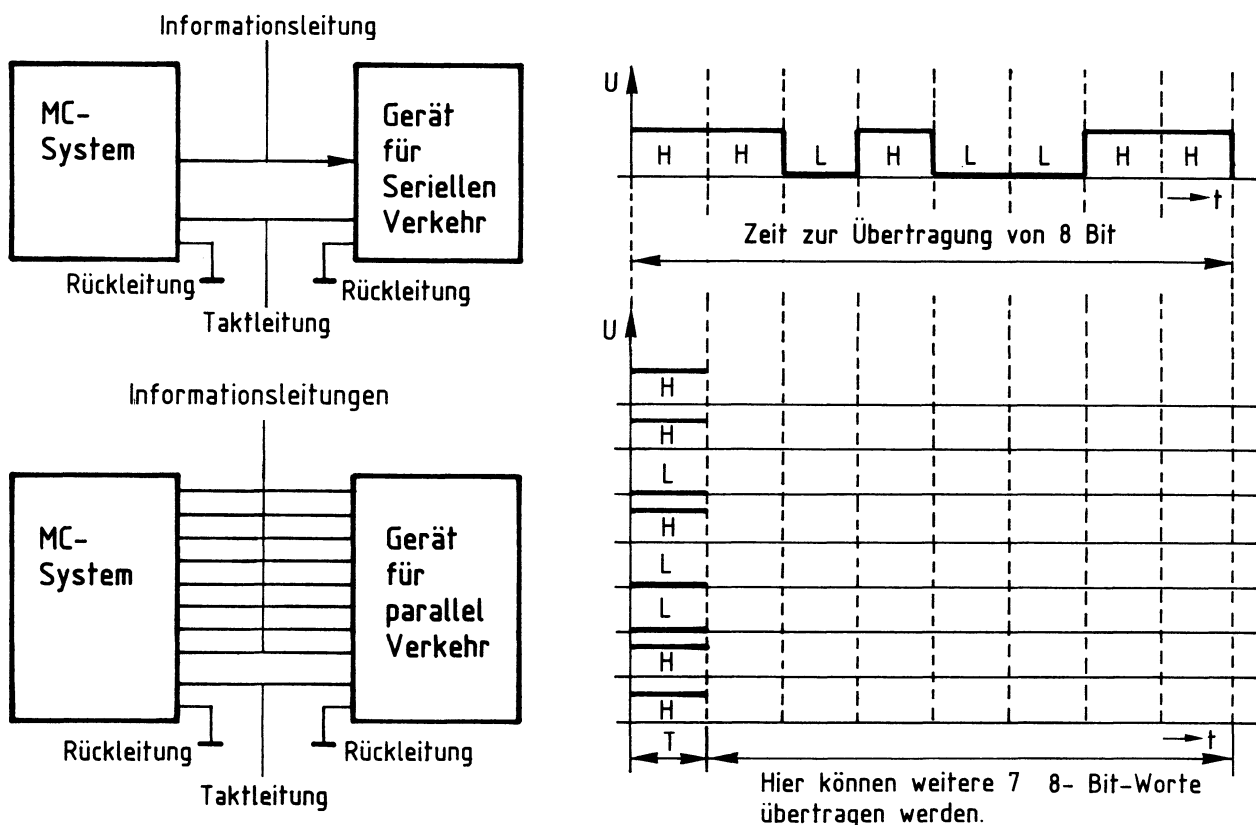 Informationsleitung
MC-
System
Gerät
für
Seriellen
Verkehr
Rückleitung
Rückleitung
Taktleitung
U
H H L H L L H H
t
Zeit zur Übertragung von 8 Bit
Informationsleitungen
MC-
System
Gerät
für
parallel
Verkehr
Rückleitung
Rückleitung
Taktleitung
U
H
H
L
H
L
L
H
H
T
t
Hier können weitere 7 8- Bit-Worte
übertragen werden.